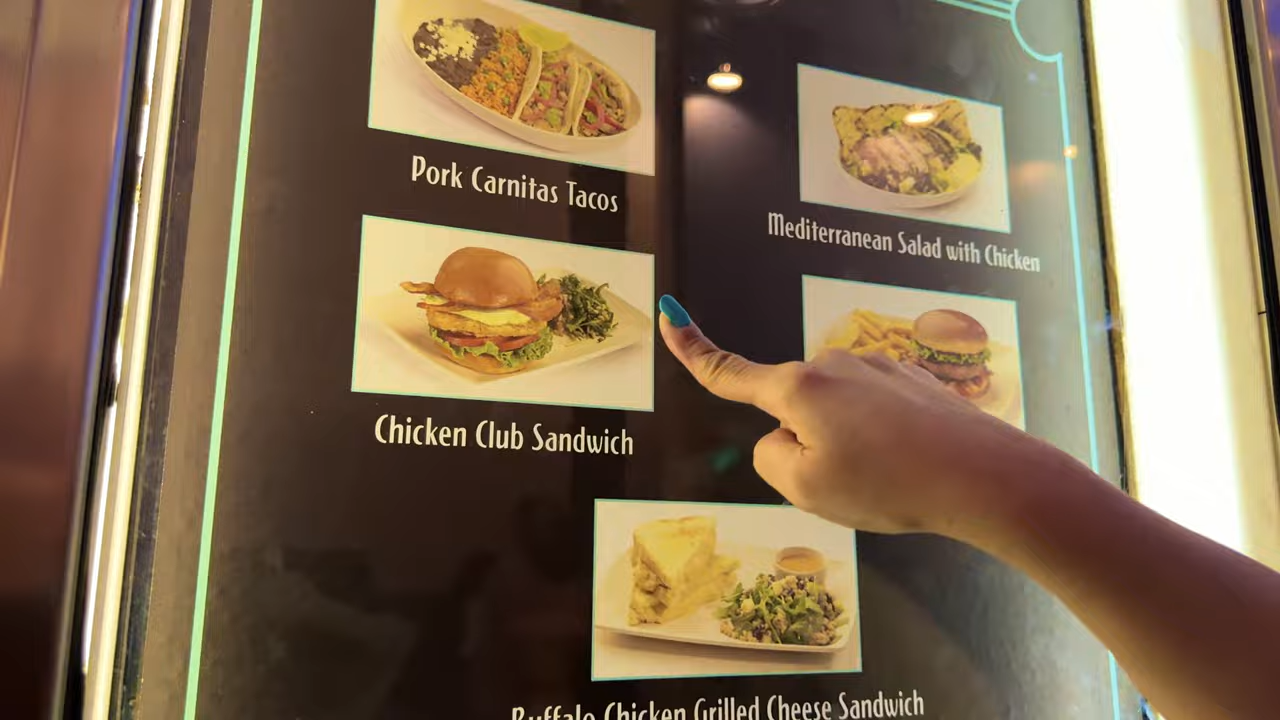 Pork Carnitas Tacos
Mediterranean Salad with Chicken
Chicken Club Sandwich
Buffalo Chicken Grilled Cheese Sandwich